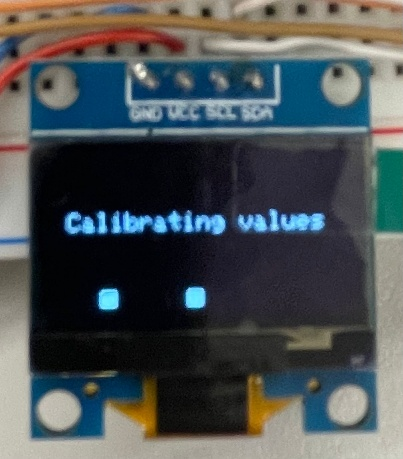 GND VCC SCL SDA
Calibrating values